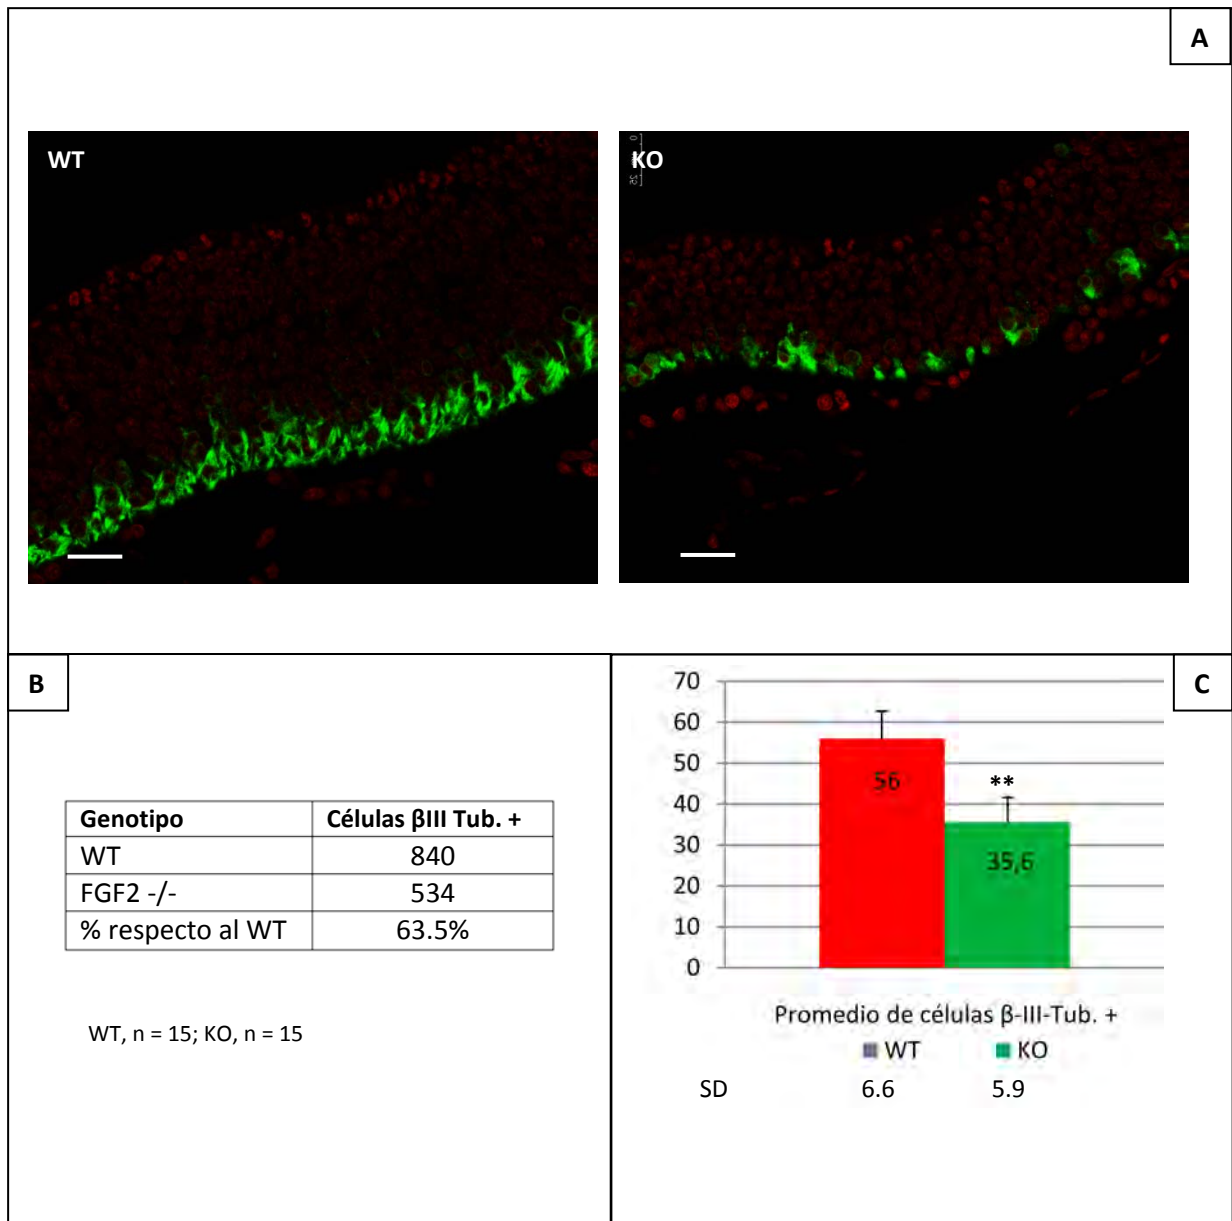 A
WT
KO
B
Genotipo Células βIII Tub. +
WT 840
FGF2 -/- 534
% respecto al WT 63.5%
WT, n = 15; KO, n = 15
C
70
60
50
40
30
20
10
0
56
**
35,6
Promedio de células β-III-Tub. +
WT KO
SD 6.6 5.9